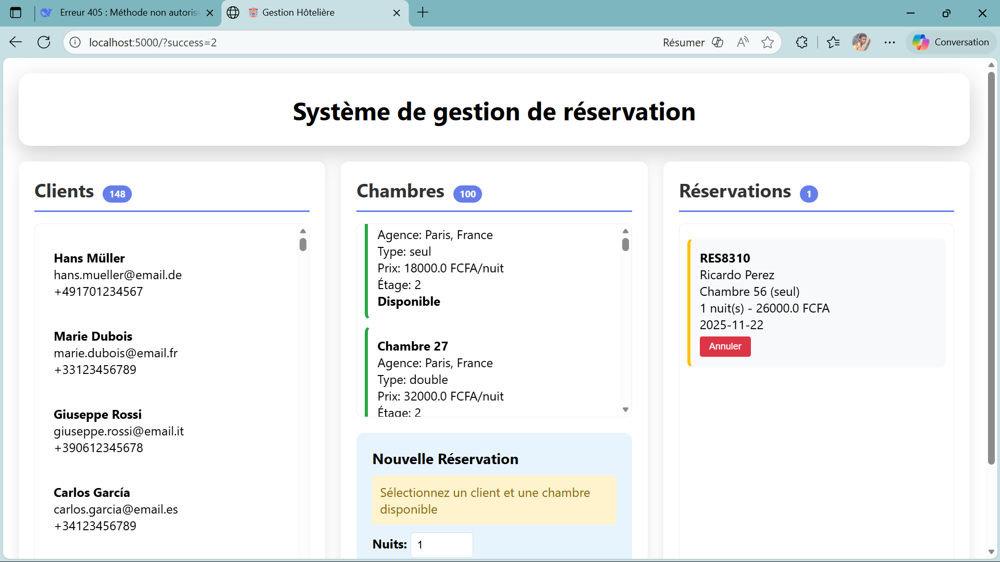 Erreur 405 : Méthode non autoris
Gestion Hôtelière
localhost:5000/?success=2
Résumer
Conversation
Système de gestion de réservation
Clients 148
Hans Müller
hans.mueller@email.de
+491701234567
Marie Dubois
marie.dubois@email.fr
+33123456789
Giuseppe Rossi
giuseppe.rossi@email.it
+390612345678
Carlos García
carlos.garcia@email.es
+34123456789
Chambres 100
Agence: Paris, France
Type: seul
Prix: 18000.0 FCFA/nuit
Étage: 2
Disponible
Chambre 27
Agence: Paris, France
Type: double
Prix: 32000.0 FCFA/nuit
Étage: 2
Nouvelle Réservation
Sélectionnez un client et une chambre
disponible
Nuits: 1
Réservations 1
RES8310
Ricardo Perez
Chambre 56 (seul)
1 nuit(s) - 26000.0 FCFA
2025-11-22
Annuler